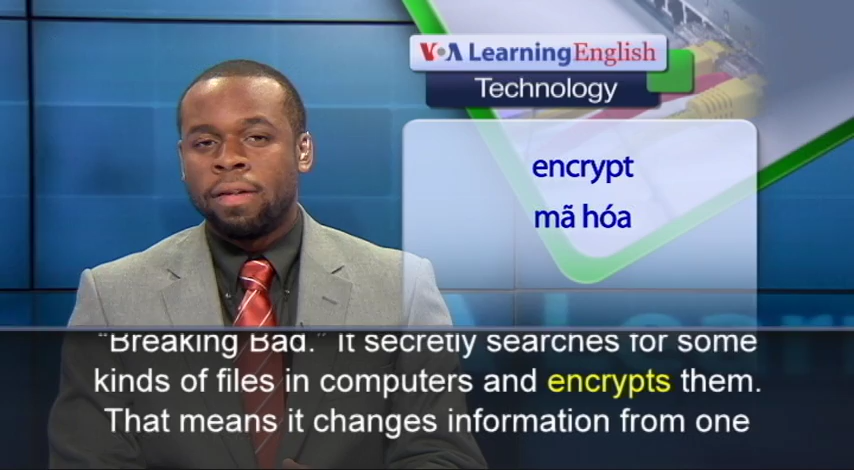 VOA Learning English
Technology
encrypt
mã hóa
“Breaking Bad.” It secretly searches for some
kinds of files in computers and encrypts them.
That means it changes information from one